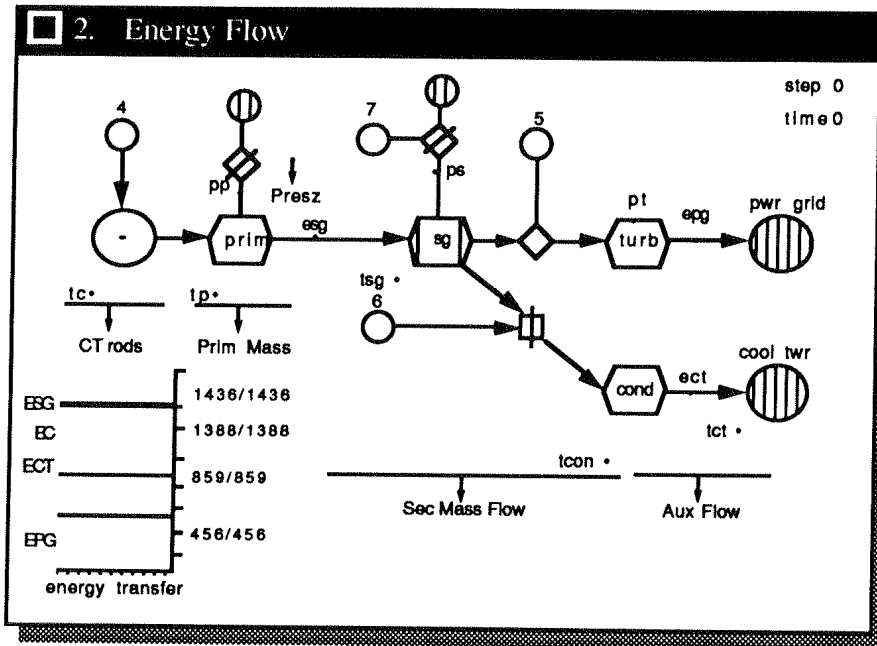 2. Energy Flow
step 0
time 0
4
7
5
pp
Presz
ps
-
prim
esg
sg
pt
turb
epg
pwr grid
tc
tp
tsg
6
CT rods
Prim Mass
cond
ect
cool twr
tct
ESG
1436/1436
EC
1388/1388
ECT
859/859
tcon
Sec Mass Flow
Aux Flow
EPG
456/456
energy transfer